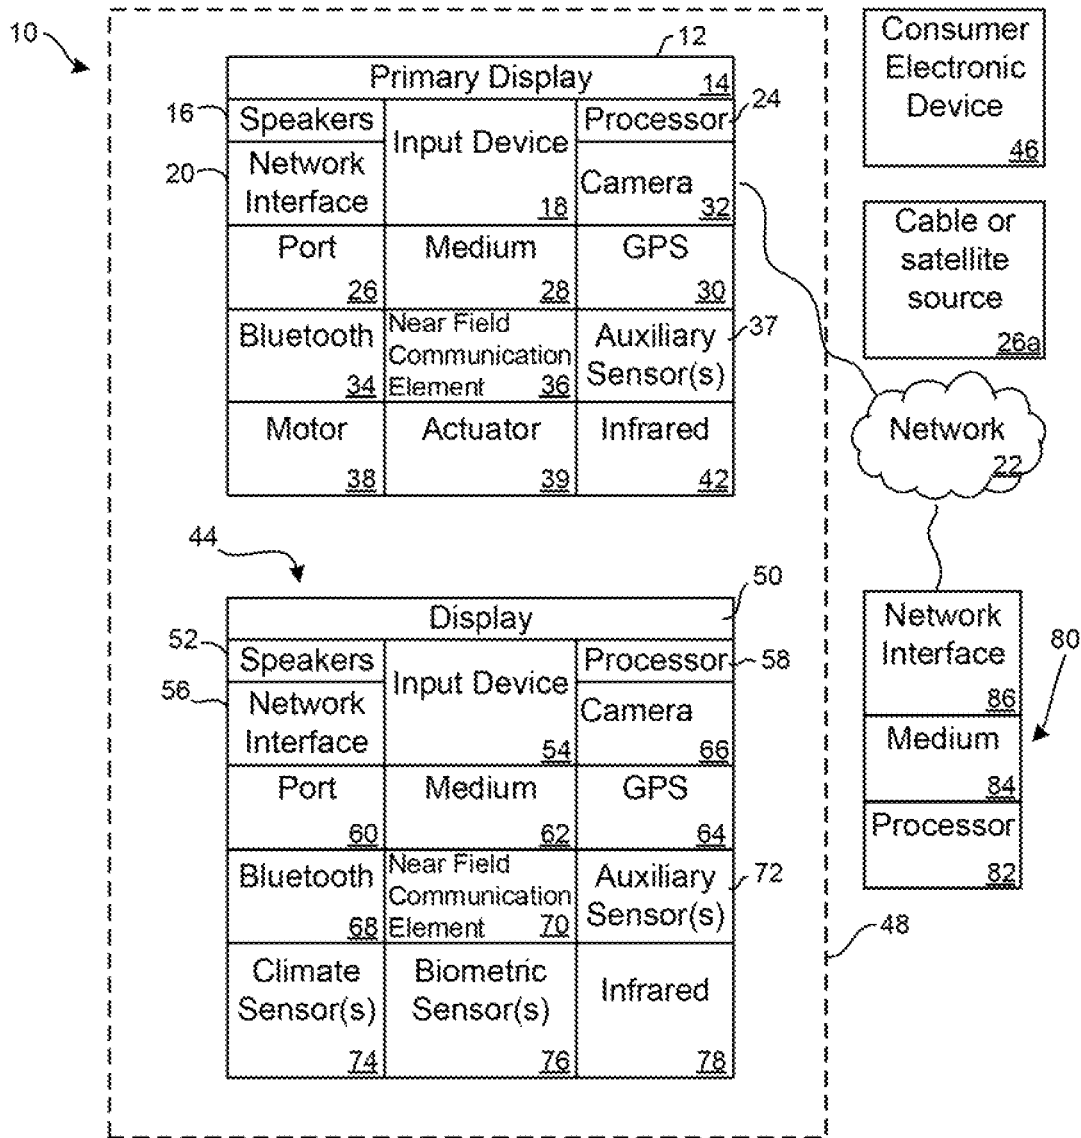 10
12
Primary Display
14
16
Speakers
Input Device
18
Processor
24
20
Network
Interface
Camera
32
Port
26
Medium
28
GPS
30
Bluetooth
34
Near Field
Communication
Element 36
Auxiliary
Sensor(s)
37
Motor
38
Actuator
39
Infrared
42
44
50
Display
52
Speakers
Input Device
54
Processor
58
56
Network
Interface
Camera
66
Port
60
Medium
62
GPS
64
Bluetooth
68
Near Field
Communication
Element 70
Auxiliary
Sensor(s)
72
Climate
Sensor(s)
74
Biometric
Sensor(s)
76
Infrared
78
48
Consumer
Electronic
Device
46
Cable or
satellite
source
26a
Network
22
Network
Interface
86
80
Medium
84
Processor
82